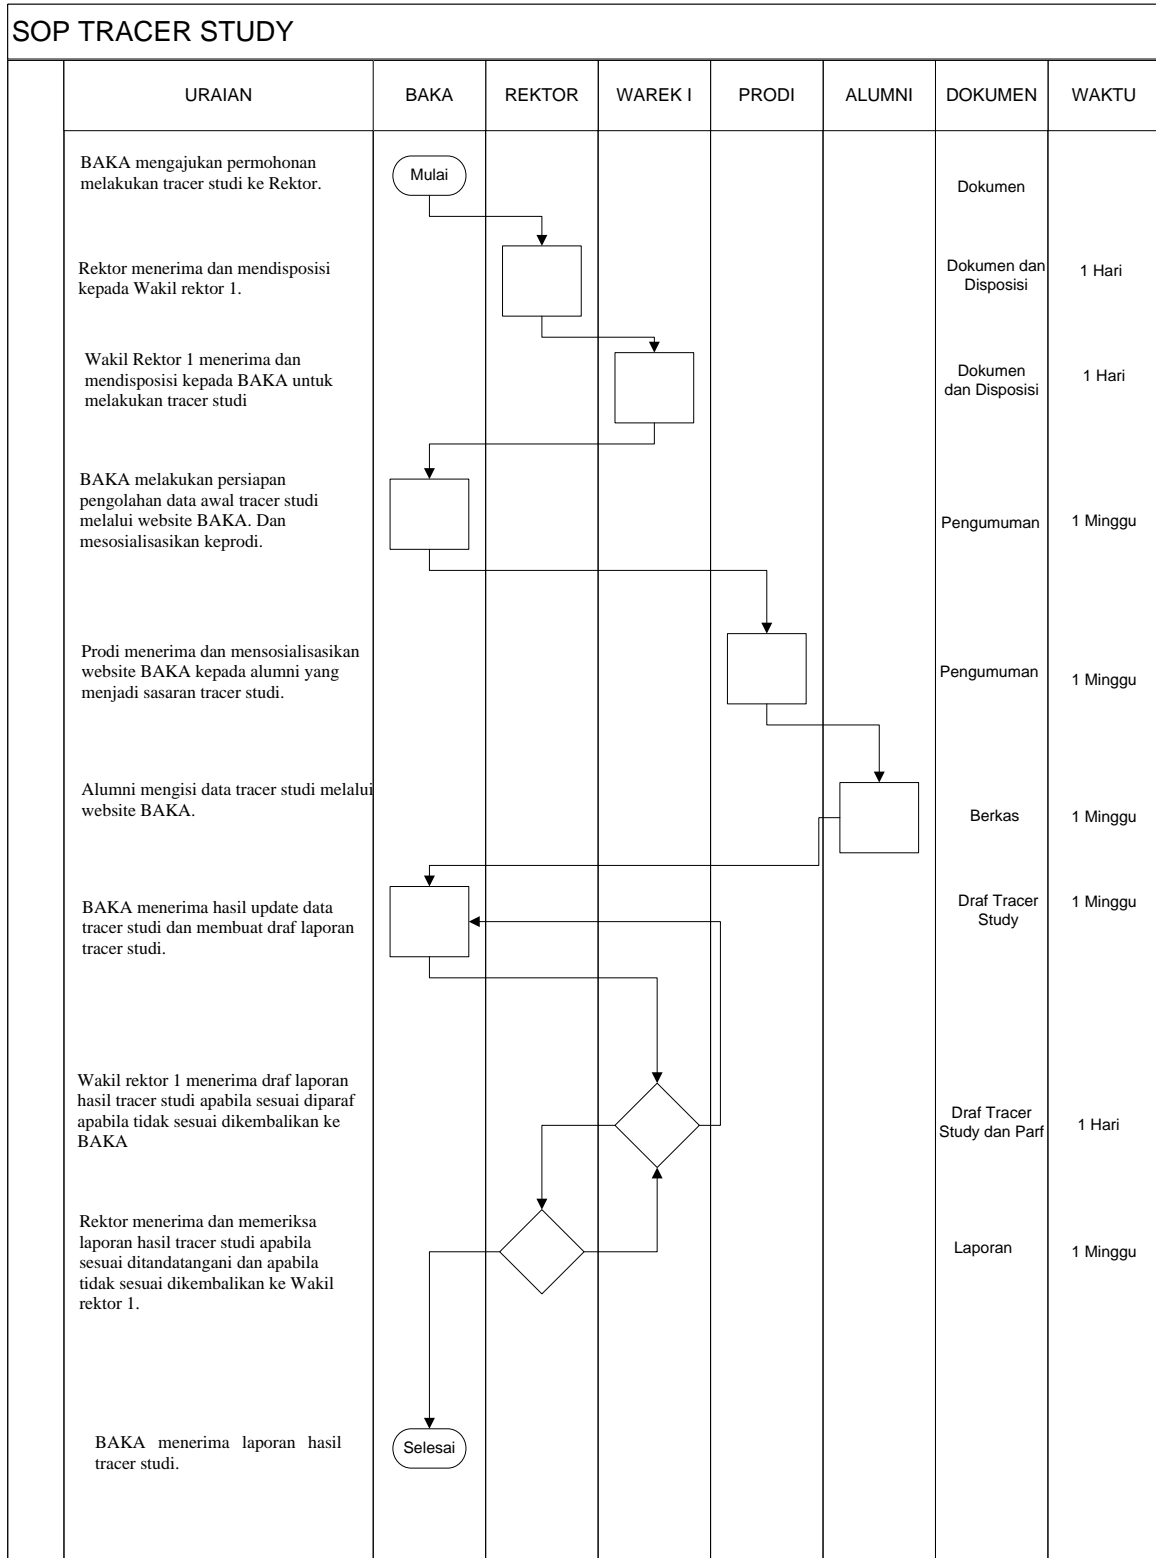 SOP TRACER STUDY
URAIAN
BAKA
REKTOR
WAREK I
PRODI
ALUMNI
DOKUMEN
WAKTU
BAKA mengajukan permohonan
melakukan tracer studi ke Rektor.
Mulai
Dokumen
Rektor menerima dan mendisposisi
kepada Wakil rektor 1.
Dokumen dan
Disposisi
1 Hari
Wakil Rektor 1 menerima dan
mendisposisi kepada BAKA untuk
melakukan tracer studi
Dokumen
dan Disposisi
1 Hari
BAKA melakukan persiapan
pengolahan data awal tracer studi
melalui website BAKA. Dan
mesosialisasikan keprodi.
Pengumuman
1 Minggu
Prodi menerima dan mensosialisasikan
website BAKA kepada alumni yang
menjadi sasaran tracer studi.
Pengumuman
1 Minggu
Alumni mengisi data tracer studi melalui
website BAKA.
Berkas
1 Minggu
BAKA menerima hasil update data
tracer studi dan membuat draf laporan
tracer studi.
Draf Tracer
Study
1 Minggu
Wakil rektor 1 menerima draf laporan
hasil tracer studi apabila sesuai diparaf
apabila tidak sesuai dikembalikan ke
BAKA
Draf Tracer
Study dan Parf
1 Hari
Rektor menerima dan memeriksa
laporan hasil tracer studi apabila
sesuai ditandatangani dan apabila
tidak sesuai dikembalikan ke Wakil
rektor 1.
Laporan
1 Minggu
BAKA menerima laporan hasil
tracer studi.
Selesai